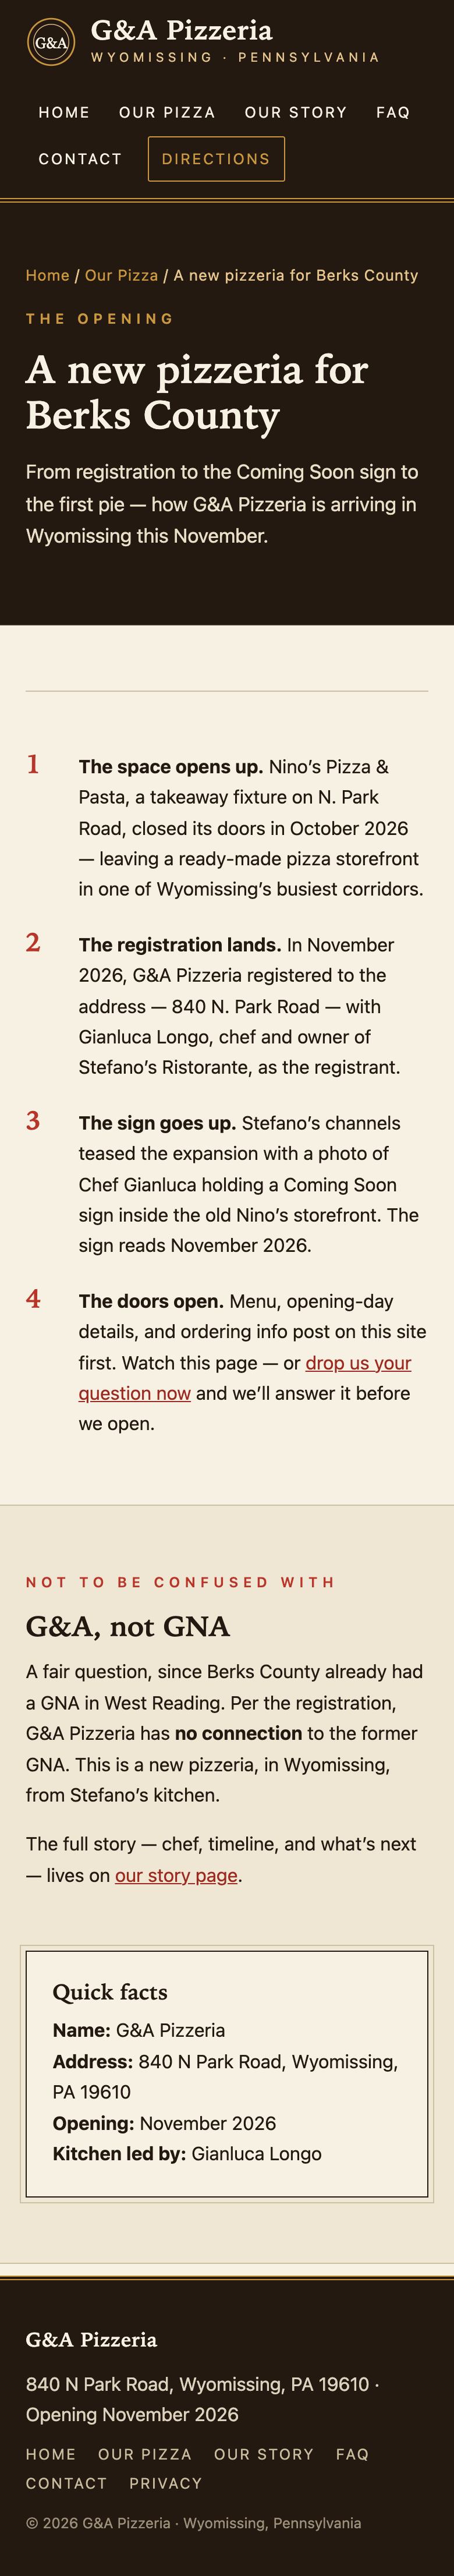 G&A
G&A Pizzeria
WYOMISSING · PENNSYLVANIA
HOME OUR PIZZA OUR STORY FAQ
CONTACT DIRECTIONS
Home / Our Pizza / A new pizzeria for Berks County
THE OPENING
A new pizzeria for
Berks County
From registration to the Coming Soon sign to
the first pie — how G&A Pizzeria is arriving in
Wyomissing this November.
1 The space opens up. Nino’s Pizza &
Pasta, a takeaway fixture on N. Park
Road, closed its doors in October 2026
— leaving a ready-made pizza storefront
in one of Wyomissing’s busiest corridors.
2 The registration lands. In November
2026, G&A Pizzeria registered to the
address — 840 N. Park Road — with
Gianluca Longo, chef and owner of
Stefano’s Ristorante, as the registrant.
3 The sign goes up. Stefano’s channels
teased the expansion with a photo of
Chef Gianluca holding a Coming Soon
sign inside the old Nino’s storefront. The
sign reads November 2026.
4 The doors open. Menu, opening-day
details, and ordering info post on this site
first. Watch this page — or drop us your
question now and we’ll answer it before
we open.
NOT TO BE CONFUSED WITH
G&A, not GNA
A fair question, since Berks County already had
a GNA in West Reading. Per the registration,
G&A Pizzeria has no connection to the former
GNA. This is a new pizzeria, in Wyomissing,
from Stefano’s kitchen.
The full story — chef, timeline, and what’s next
— lives on our story page.
Quick facts
Name: G&A Pizzeria
Address: 840 N Park Road, Wyomissing,
PA 19610
Opening: November 2026
Kitchen led by: Gianluca Longo
G&A Pizzeria
840 N Park Road, Wyomissing, PA 19610 ·
Opening November 2026
HOME OUR PIZZA OUR STORY FAQ
CONTACT PRIVACY
© 2026 G&A Pizzeria · Wyomissing, Pennsylvania